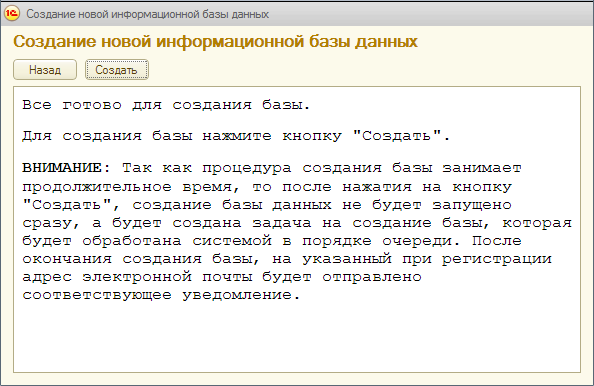 1С Создание новой информационной базы данных
Создание новой информационной базы данных
Назад Создать
Все готово для создания базы.
Для создания базы нажмите кнопку "Создать".
ВНИМАНИЕ: Так как процедура создания базы занимает
продолжительное время, то после нажатия на кнопку
"Создать", создание базы данных не будет запущено
сразу, а будет создана задача на создание базы, которая
будет обработана системой в порядке очереди. После
окончания создания базы, на указанный при регистрации
адрес электронной почты будет отправлено
соответствующее уведомление.